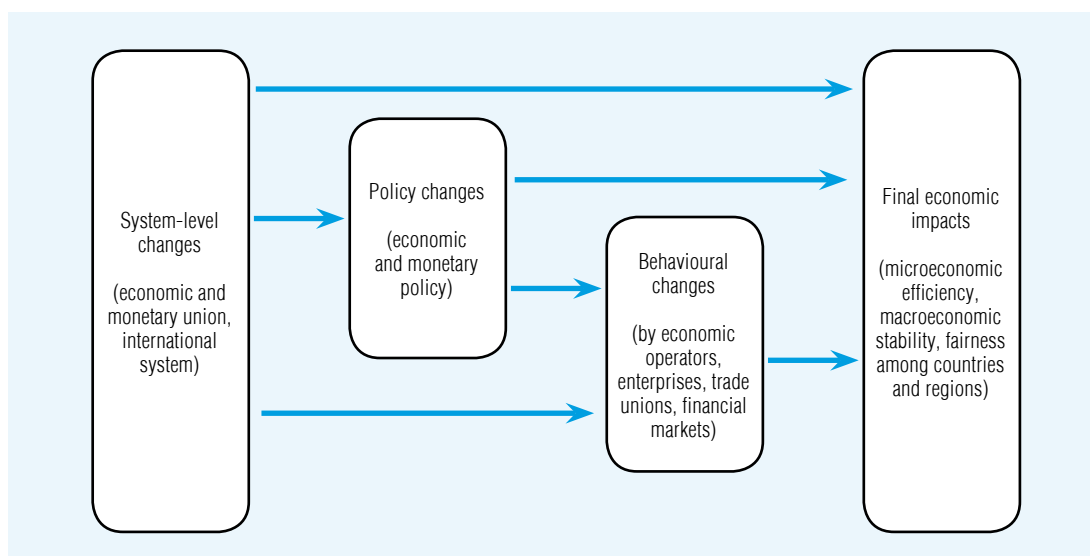 System-level
changes
(economic and
monetary union,
international
system)
Policy changes
(economic
and monetary
policy)
Behavioural
changes
(by economic
operators,
enterprises, trade
unions, financial
markets)
Final economic
impacts
(microeconomic
efficiency,
macroeconomic
stability, fairness
among countries
and regions)